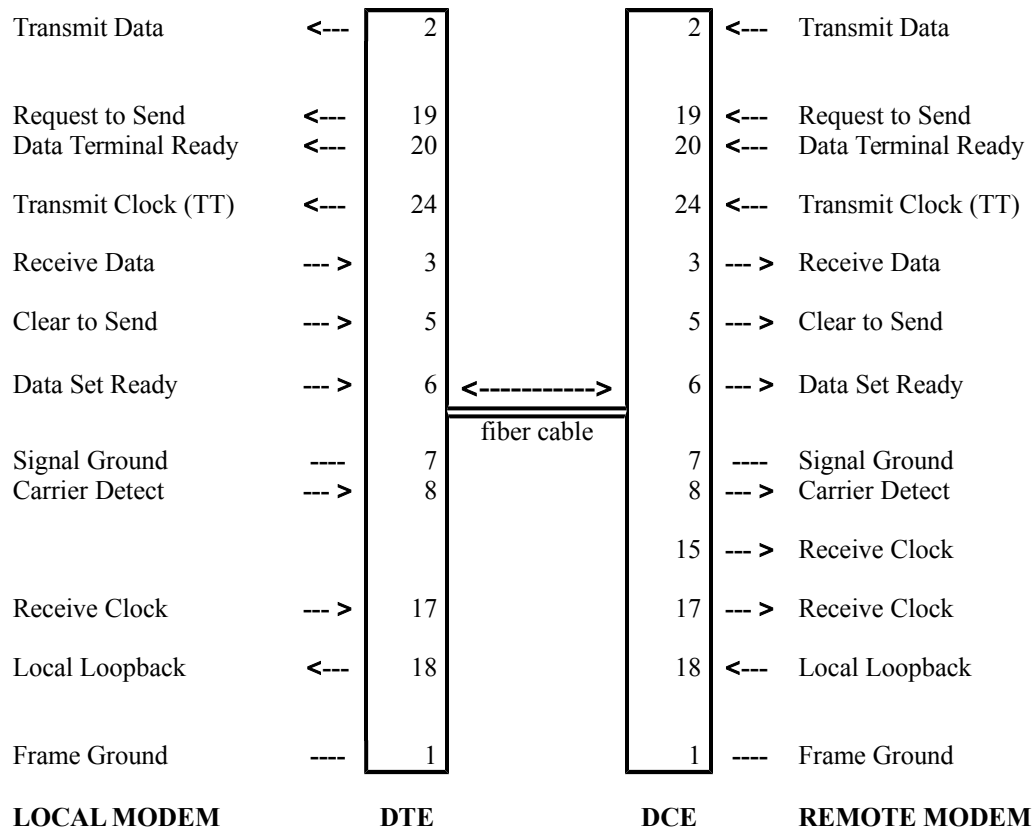 Transmit Data <--- 2 2 <--- Transmit Data
Request to Send <--- 19 19 <--- Request to Send
Data Terminal Ready <--- 20 20 <--- Data Terminal Ready
Transmit Clock (TT) <--- 24 24 <--- Transmit Clock (TT)
Receive Data --- > 3 3 --- > Receive Data
Clear to Send --- > 5 5 --- > Clear to Send
Data Set Ready --- > 6 <-----------> 6 --- > Data Set Ready
fiber cable
Signal Ground ---- 7 7 ---- Signal Ground
Carrier Detect --- > 8 8 --- > Carrier Detect
15 --- > Receive Clock
Receive Clock --- > 17 17 --- > Receive Clock
Local Loopback <--- 18 18 <--- Local Loopback
Frame Ground ---- 1 1 ---- Frame Ground
LOCAL MODEM DTE DCE REMOTE MODEM